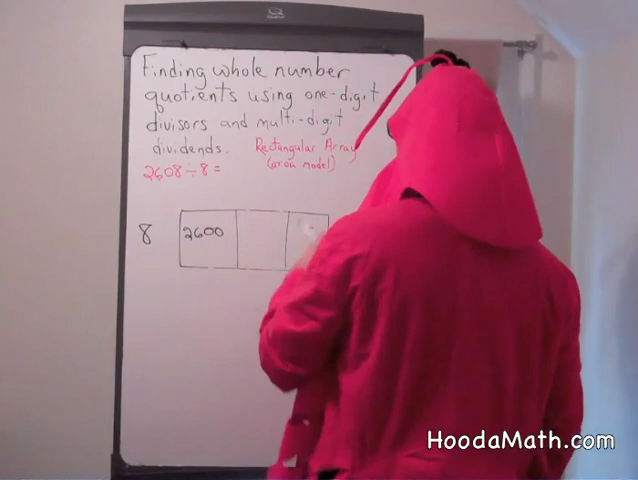 Finding whole number
quotients using one-digit
divisors and multi-digit
dividends. Rectangular Array
(area model)
2608÷8=
8 2600
HoodaMath.com